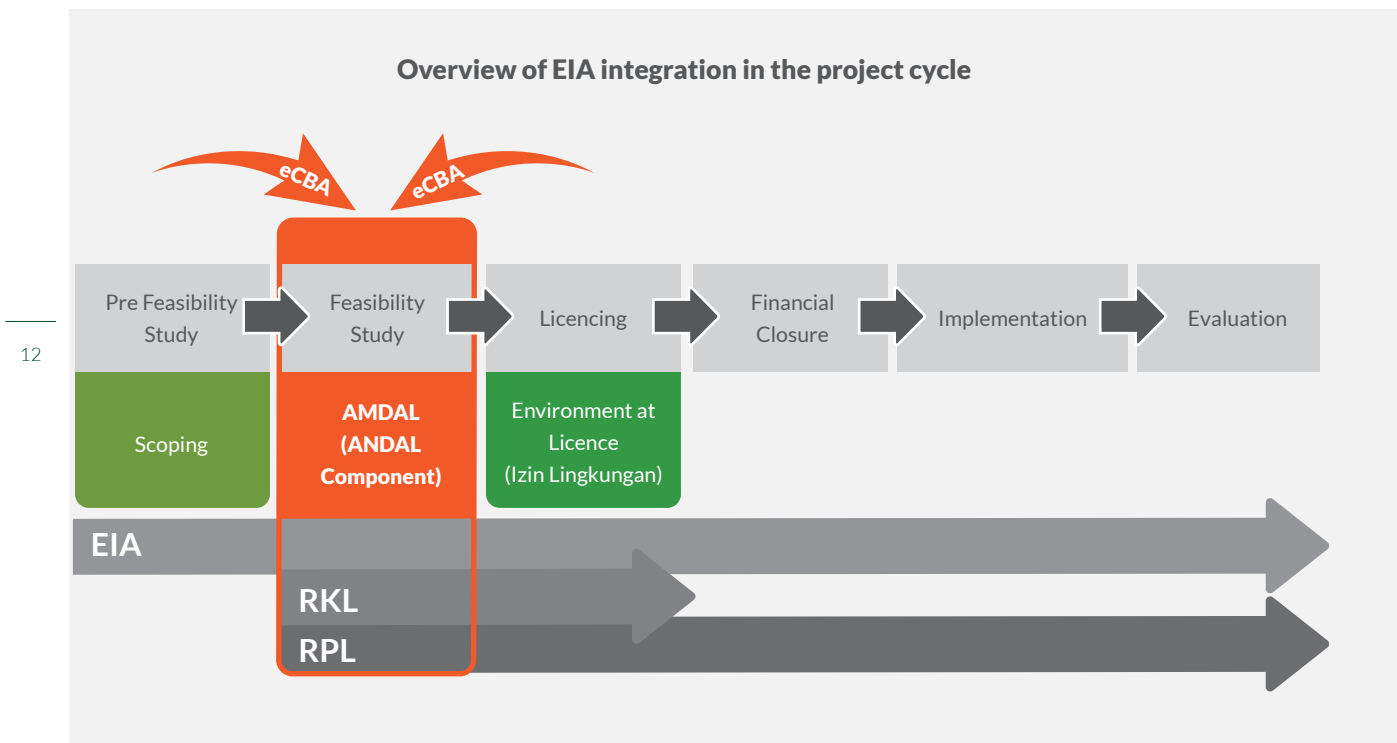 Overview of EIA integration in the project cycle
eCBA
eCBA
Pre Feasibility
Study
Feasibility
Study
Licencing
Financial
Closure
Implementation
Evaluation
12
Scoping
AMDAL
(ANDAL
Component)
Environment at
Licence
(Izin Lingkungan)
EIA
RKL
RPL